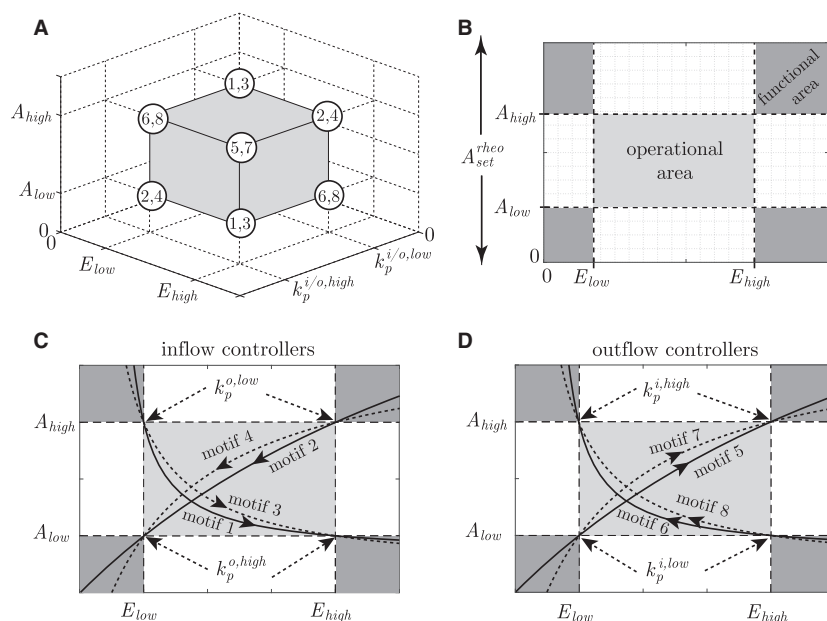 A
1,3
6,8
2,4
5,7
2,4
6,8
1,3
A_high
A_low
0
0
0
E_low
E_high
k_p^{i/o,high}
k_p^{i/o,low}
B
functional
area
A_high
A_set^rheo
operational
area
A_low
0
0
E_low
E_high
C
inflow controllers
k_p^{o,low}
A_high
motif 4
motif 2
motif 3
motif 1
A_low
k_p^{o,high}
E_low
E_high
D
outflow controllers
k_p^{i,high}
A_high
motif 7
motif 5
motif 8
motif 6
A_low
k_p^{i,low}
E_low
E_high